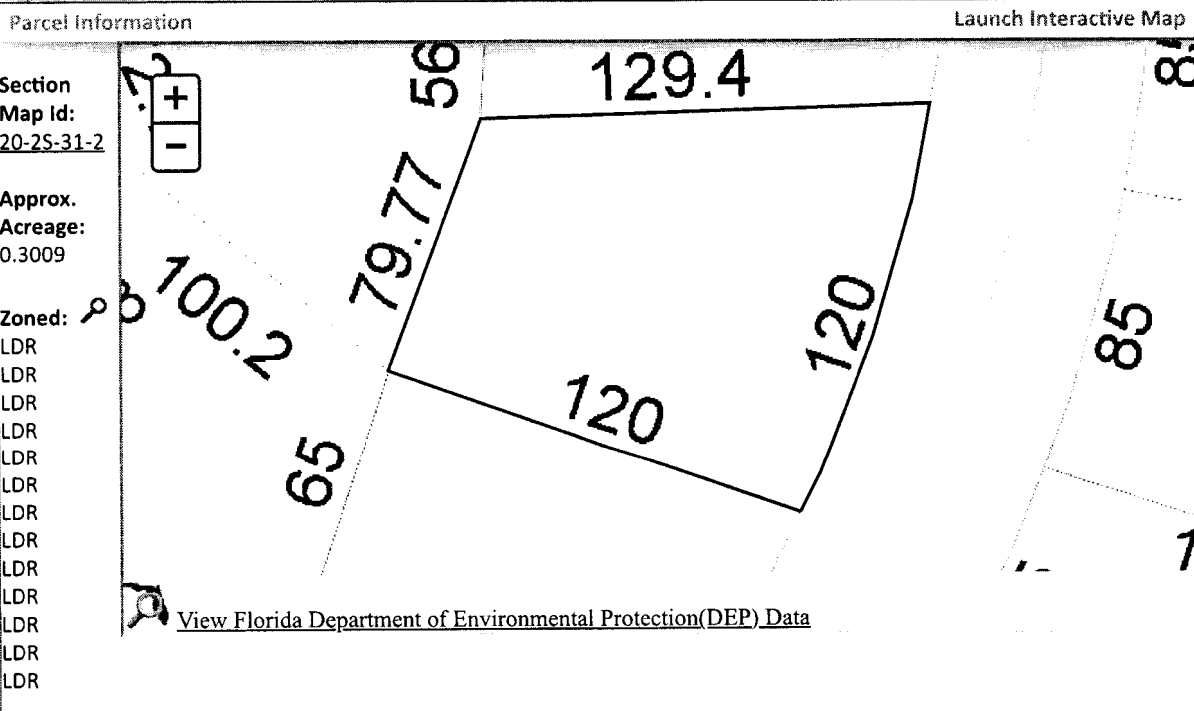 Parcel Information
Launch Interactive Map
Section
Map Id:
20-2S-31-2
Approx.
Acreage:
0.3009
Zoned:
LDR
LDR
LDR
LDR
LDR
LDR
LDR
LDR
LDR
LDR
LDR
LDR
LDR
+
−
56
129.4
79.77
100.2
120
85
120
65
View Florida Department of Environmental Protection(DEP) Data